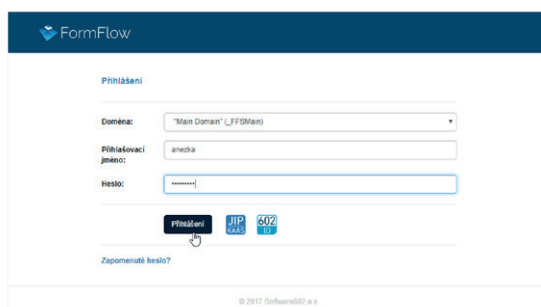 FormFlow
Přihlášení
Doména: "Main Domain" (_FFSMain)
Přihlašovací jméno: anezka
Heslo: •••••••••
Přihlášení JIP KAAS 602 ID
Zapomenuté heslo?
© 2017 Software602 a.s.